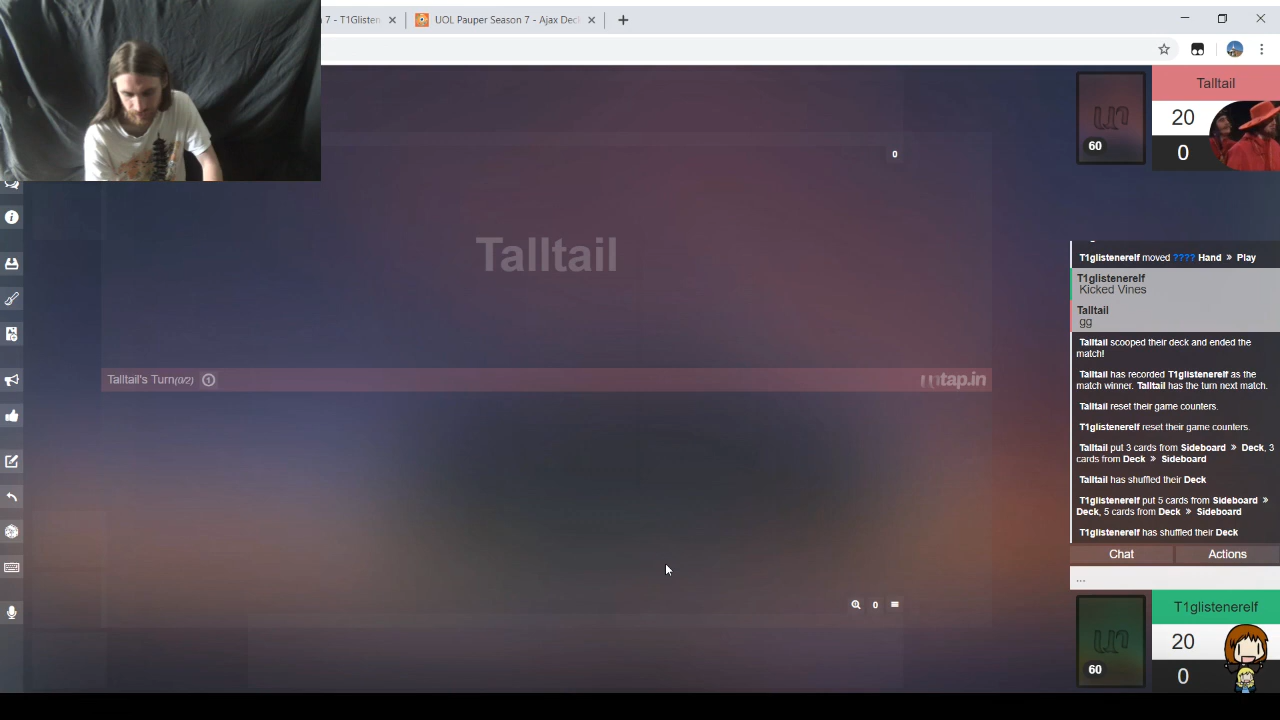 7 - T1Glisten
UOL Pauper Season 7 - Ajax Dec
Talltail
20
0
60
0
Talltail
Talltail's Turn(0/2) 1
untap.in
T1glistenerelf moved ???? Hand » Play
T1glistenerelf
Kicked Vines
Talltail
gg
Talltail scooped their deck and ended the
match!
Talltail has recorded T1glistenerelf as the
match winner. Talltail has the turn next match.
Talltail reset their game counters.
T1glistenerelf reset their game counters.
Talltail put 3 cards from Sideboard » Deck, 3
cards from Deck » Sideboard
Talltail has shuffled their Deck
T1glistenerelf put 5 cards from Sideboard »
Deck, 5 cards from Deck » Sideboard
T1glistenerelf has shuffled their Deck
Chat Actions
...
0
T1glistenerelf
20
60
0